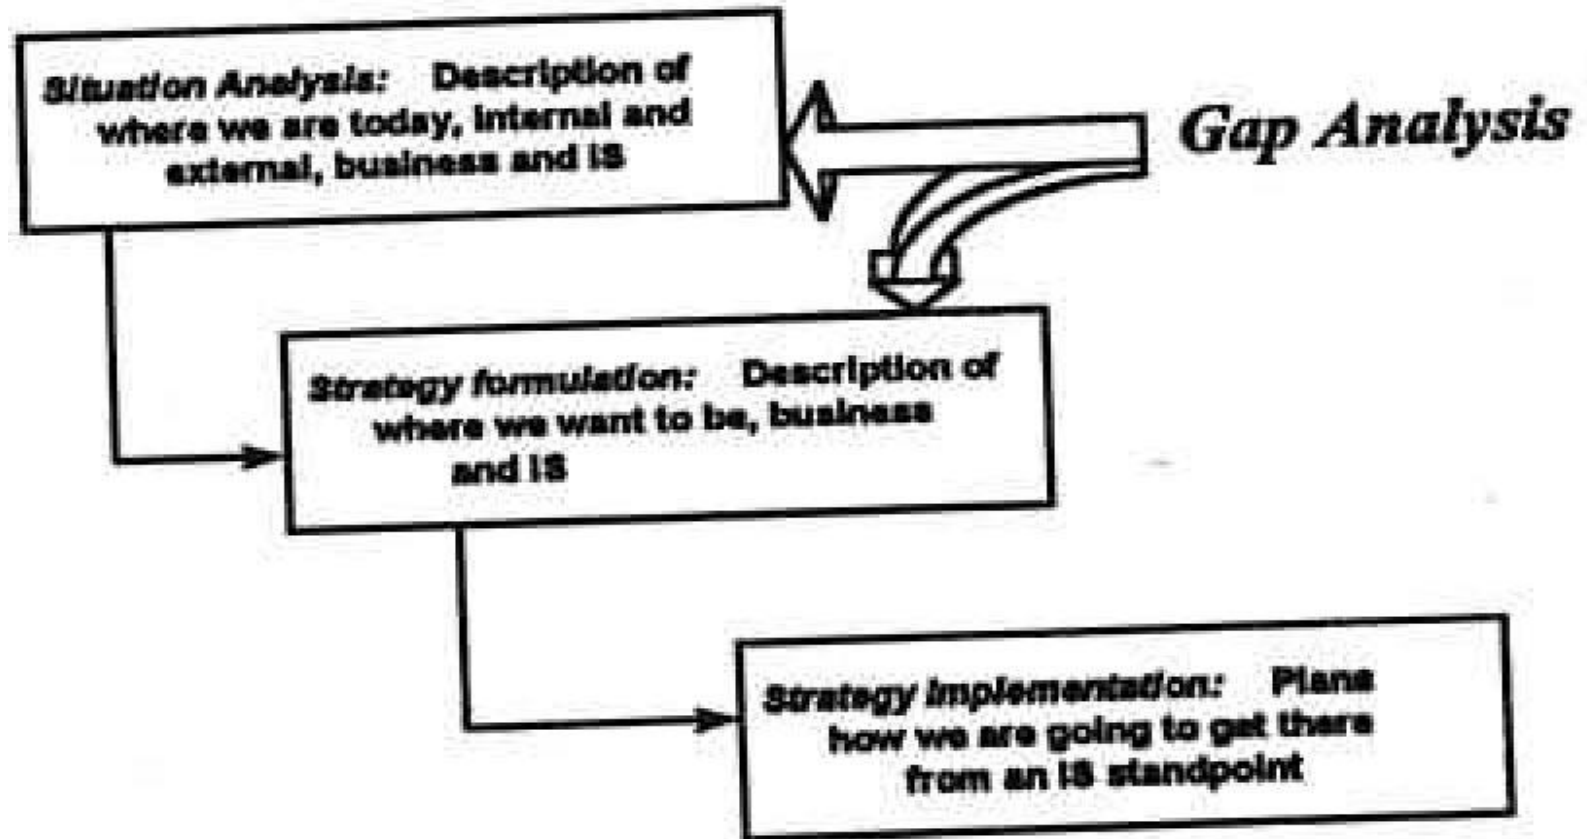 Situation Analysis: Description of
where we are today, internal and
external, business and IS
Gap Analysis
Strategy formulation: Description of
where we want to be, business
and IS
Strategy implementation: Plans
how we are going to get there
from an IS standpoint